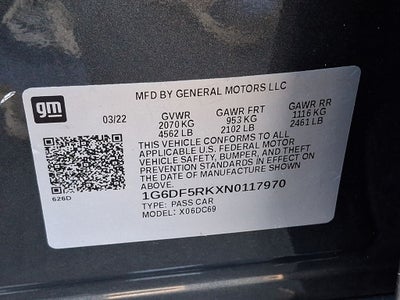 MFD BY GENERAL MOTORS LLC
gm
03/22 GVWR GAWR FRT GAWR RR
2070 KG 953 KG 1116 KG
4562 LB 2102 LB 2461 LB
THIS VEHICLE CONFORMS TO ALL
APPLICABLE U.S. FEDERAL MOTOR
VEHICLE SAFETY, BUMPER, AND THEFT
PREVENTION STANDARDS IN EFFECT ON
THE DATE OF MANUFACTURE SHOWN
ABOVE.
626D
1G6DF5RKXN0117970
TYPE: PASS CAR
MODEL: X06DC69